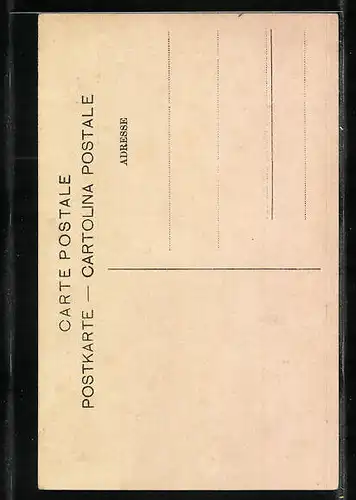 CARTE POSTALE
POSTKARTE — CARTOLINA POSTALE
ADRESSE